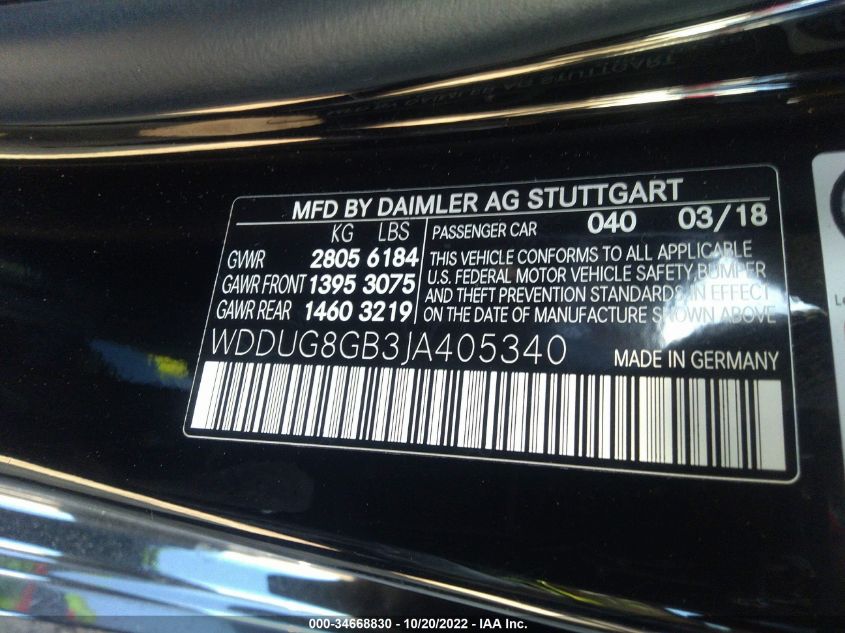 MFD BY DAIMLER AG STUTTGART
KG LBS
GVWR 2805 6184
GAWR FRONT 1395 3075
GAWR REAR 1460 3219
PASSENGER CAR 040 03/18
THIS VEHICLE CONFORMS TO ALL APPLICABLE
U.S. FEDERAL MOTOR VEHICLE SAFETY BUMPER
AND THEFT PREVENTION STANDARDS IN EFFECT
ON THE DATE OF MANUFACTURE SHOWN ABOVE
WDDUG8GB3JA405340 MADE IN GERMANY
000-34668830 - 10/20/2022 - IAA Inc.